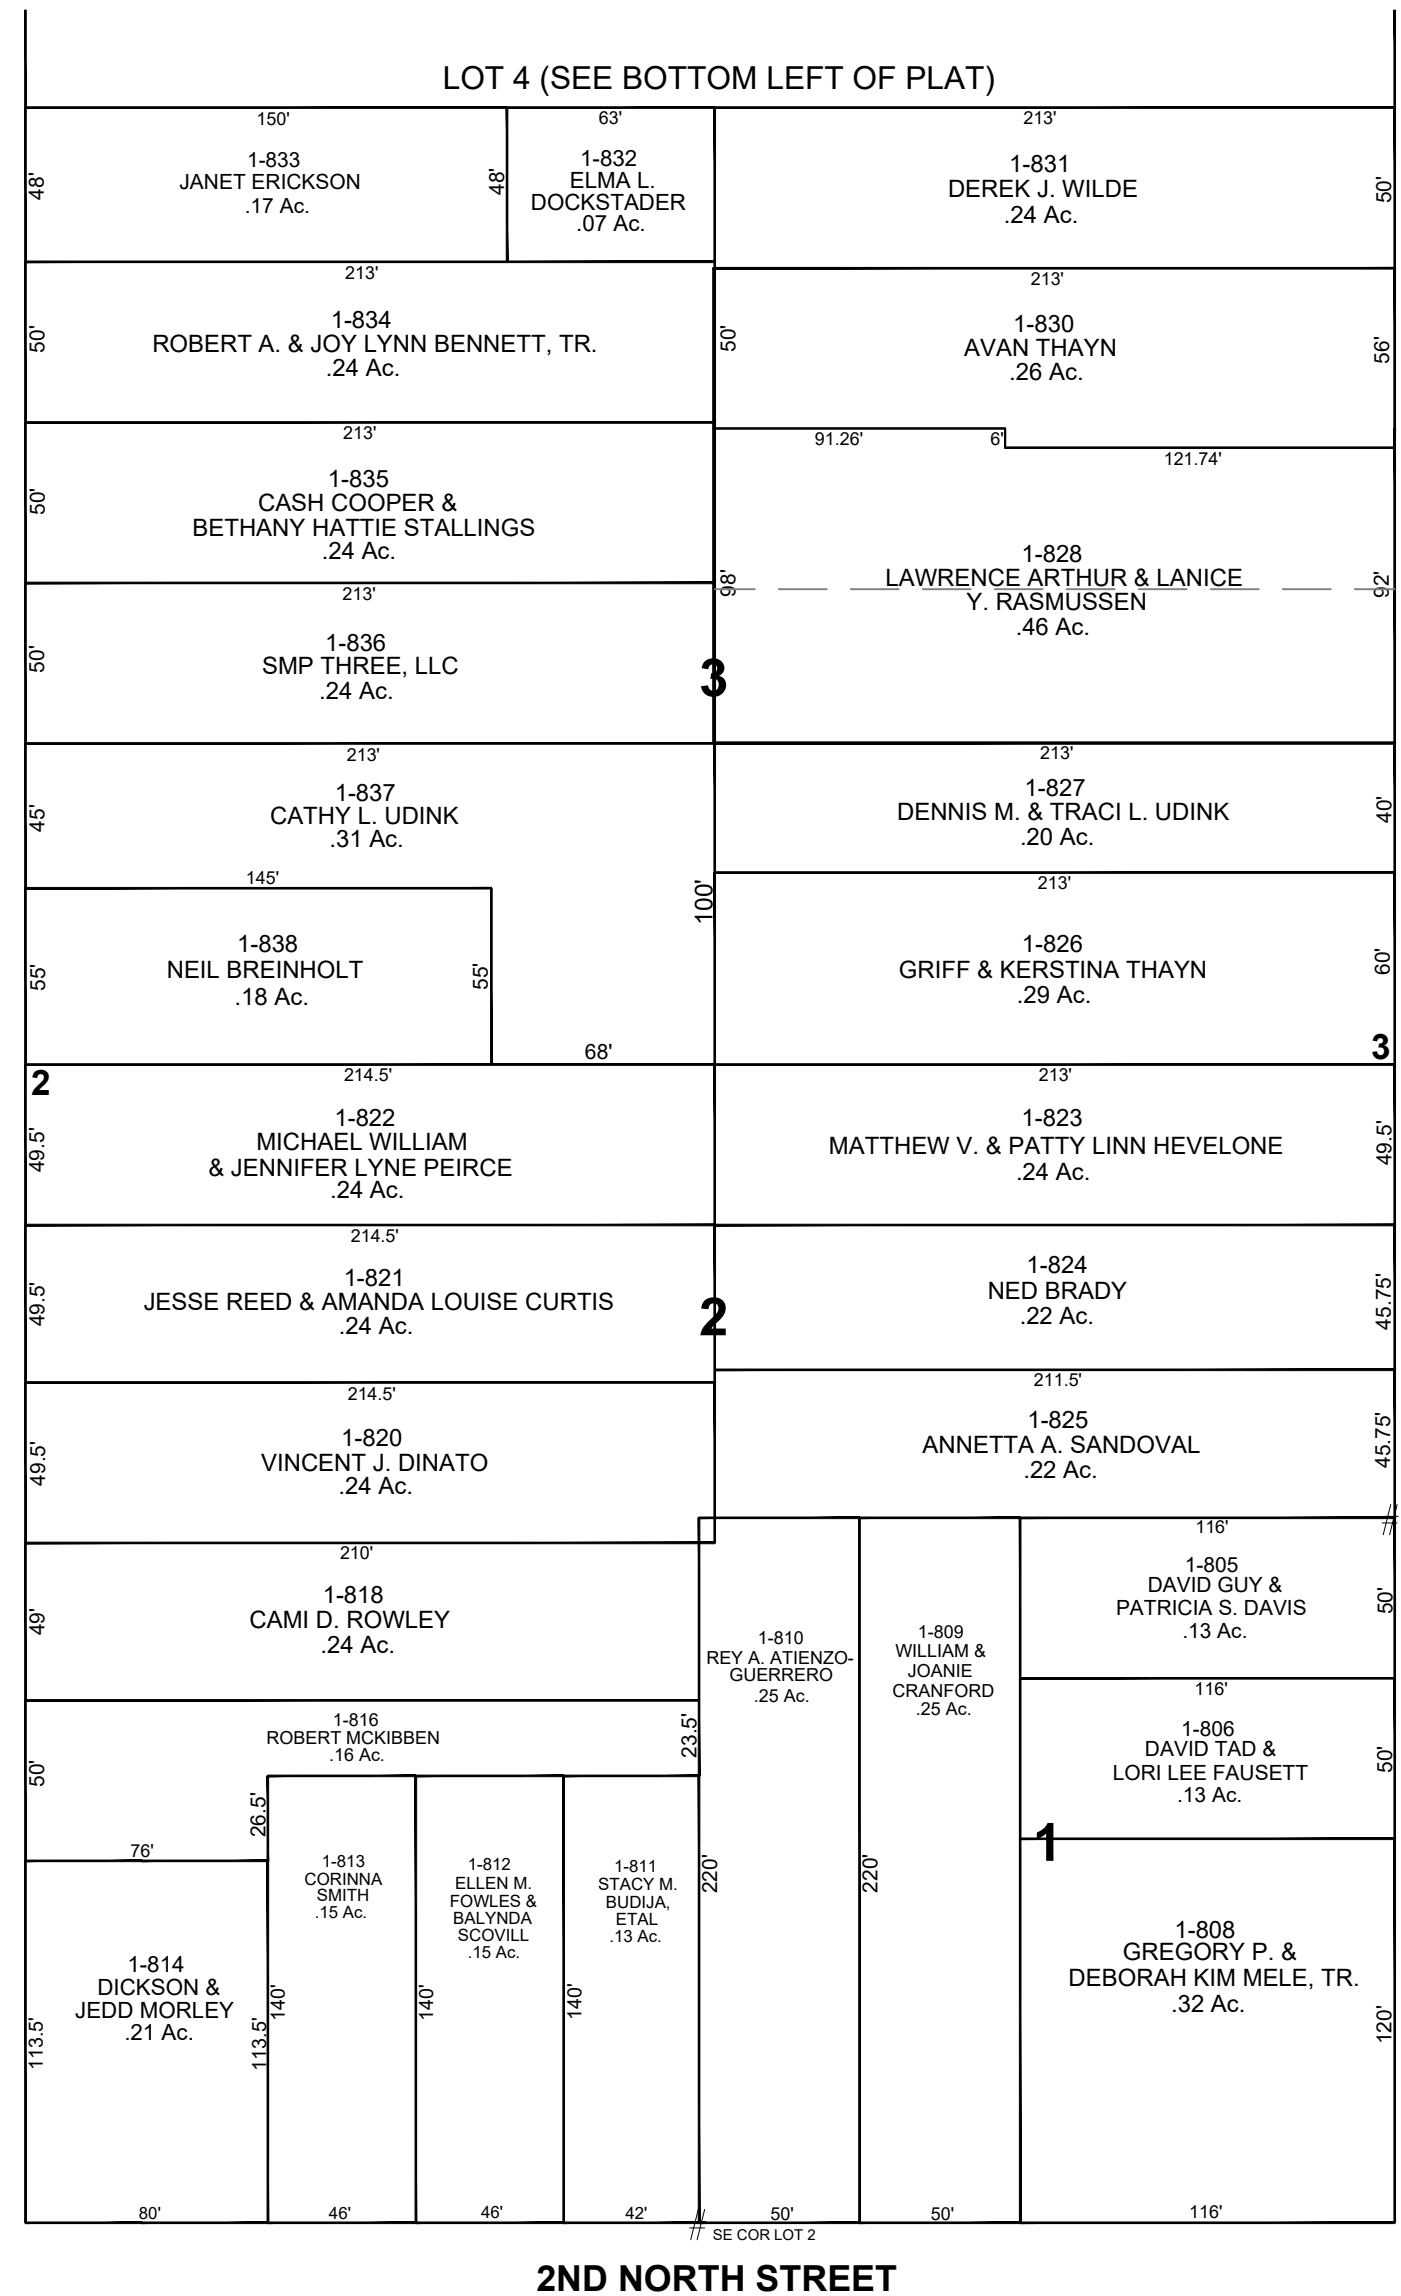 LOT 4 (SEE BOTTOM LEFT OF PLAT)
150'
48'
1-833
JANET ERICKSON
.17 Ac.
48'
63'
1-832
ELMA L.
DOCKSTADER
.07 Ac.
213'
1-831
DEREK J. WILDE
.24 Ac.
50'
213'
50'
1-834
ROBERT A. & JOY LYNN BENNETT, TR.
.24 Ac.
50'
213'
1-830
AVAN THAYN
.26 Ac.
56'
91.26'
6'
121.74'
213'
50'
1-835
CASH COOPER &
BETHANY HATTIE STALLINGS
.24 Ac.
98'
1-828
LAWRENCE ARTHUR & LANICE
Y. RASMUSSEN
.46 Ac.
92'
213'
50'
1-836
SMP THREE, LLC
.24 Ac.
3
213'
45'
1-837
CATHY L. UDINK
.31 Ac.
100'
213'
1-827
DENNIS M. & TRACI L. UDINK
.20 Ac.
40'
145'
55'
1-838
NEIL BREINHOLT
.18 Ac.
55'
68'
213'
1-826
GRIFF & KERSTINA THAYN
.29 Ac.
60'
3
2
214.5'
49.5'
1-822
MICHAEL WILLIAM
& JENNIFER LYNE PEIRCE
.24 Ac.
213'
1-823
MATTHEW V. & PATTY LINN HEVELONE
.24 Ac.
49.5'
214.5'
49.5'
1-821
JESSE REED & AMANDA LOUISE CURTIS
.24 Ac.
2
1-824
NED BRADY
.22 Ac.
45.75'
214.5'
49.5'
1-820
VINCENT J. DINATO
.24 Ac.
211.5'
1-825
ANNETTA A. SANDOVAL
.22 Ac.
45.75'
210'
49'
1-818
CAMI D. ROWLEY
.24 Ac.
1-810
REY A. ATIENZO-
GUERRERO
.25 Ac.
220'
50'
1-809
WILLIAM &
JOANIE
CRANFORD
.25 Ac.
220'
50'
116'
1-805
DAVID GUY &
PATRICIA S. DAVIS
.13 Ac.
50'
116'
1-806
DAVID TAD &
LORI LEE FAUSETT
.13 Ac.
50'
1
1-808
GREGORY P. &
DEBORAH KIM MELE, TR.
.32 Ac.
120'
116'
50'
1-816
ROBERT MCKIBBEN
.16 Ac.
23.5'
26.5'
76'
1-814
DICKSON &
JEDD MORLEY
.21 Ac.
113.5'
113.5'
80'
1-813
CORINNA
SMITH
.15 Ac.
140'
46'
1-812
ELLEN M.
FOWLES &
BALYNDA
SCOVILL
.15 Ac.
140'
46'
1-811
STACY M.
BUDIJA,
ETAL
.13 Ac.
140'
42'
SE COR LOT 2
2ND NORTH STREET